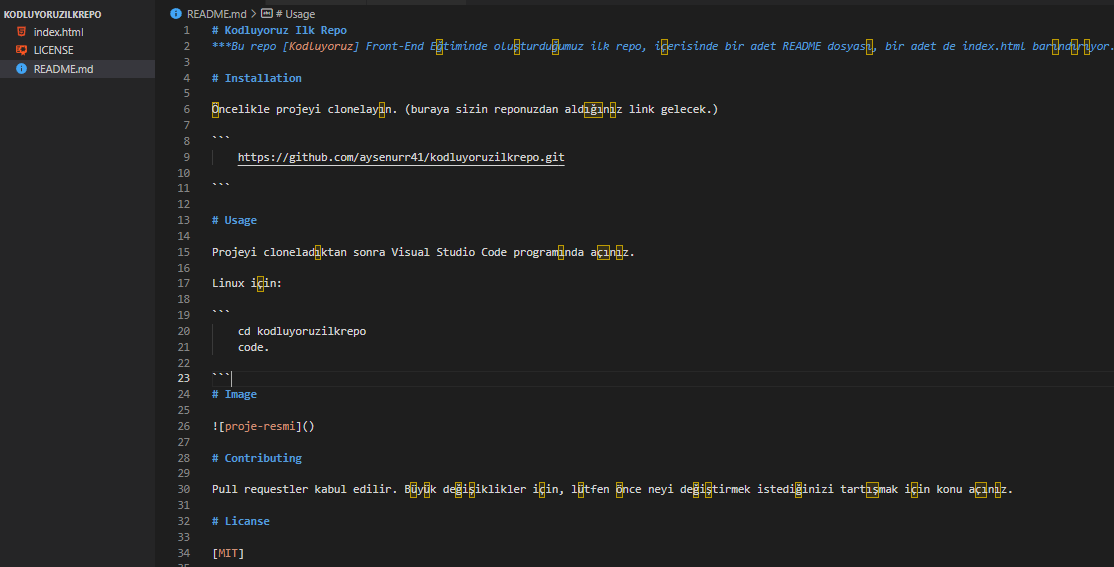 KODLUYORUZILKREPO
index.html
LICENSE
README.md
README.md > # Usage
1 # Kodluyoruz Ilk Repo
2 ***Bu repo [Kodluyoruz] Front-End Eğtiminde oluşturduğumuz ilk repo, içerisinde bir adet README dosyası, bir adet de index.html barındırıyor.
3
4 # Installation
5
6 Öncelikle projeyi clonelayın. (buraya sizin reponuzdan aldığınız link gelecek.)
7
8 ```
9 https://github.com/aysenurr41/kodluyoruzilkrepo.git
10
11 ```
12
13 # Usage
14
15 Projeyi cloneladıktan sonra Visual Studio Code programında açınız.
16
17 Linux için:
18
19 ```
20 cd kodluyoruzilkrepo
21 code.
22
23 ```
24 # Image
25
26 ![proje-resmi]()
27
28 # Contributing
29
30 Pull requestler kabul edilir. Büyük değişiklikler için, lütfen önce neyi değiştirmek istediğinizi tartışmak için konu açınız.
31
32 # Licanse
33
34 [MIT]